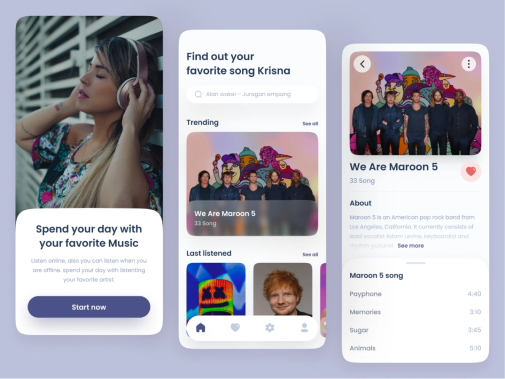 Spend your day with
your favorite Music
Listen online, also you can listen when you
are offline. spend your day with listenting
your favorite artist.
Start now
Find out your
favorite song Krisna
Alan waker - Juragan empang
Trending
See all
We Are Maroon 5
33 Song
Last listened
See all
We Are Maroon 5
33 Song
About
Maroon 5 is an American pop rock band from
Los Angeles, California. It currently consists of
lead vocalist Adam Levine, keyboardist and
rhythm guitarist See more
Maroon 5 song
Payphone 4:40
Memories 3:10
Sugar 3:45
Animals 5:10